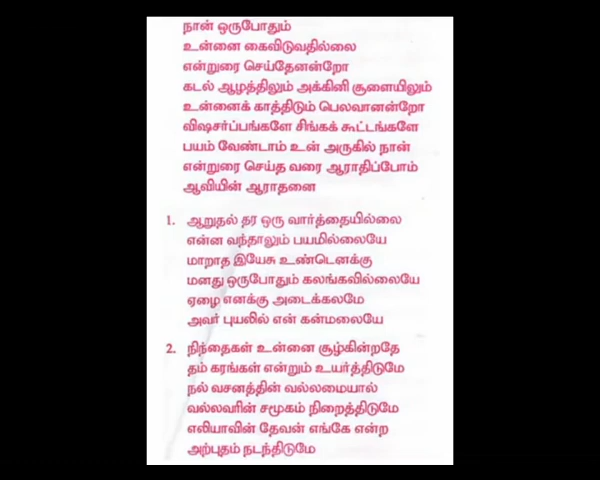 நான் ஒருபோதும்
உன்னை கைவிடுவதில்லை
என்றுரை செய்தேனன்றோ
கடல் ஆழத்திலும் அக்கினி சூளையிலும்
உன்னைக் காத்திடும் பெலவானன்றோ
விஷசர்ப்பங்களே சிங்கக் கூட்டங்களே
பயம் வேண்டாம் உன் அருகில் நான்
என்றுரை செய்த வரை ஆராதிப்போம்
ஆவியின் ஆராதனை
1. ஆறுதல் தர ஒரு வார்த்தையில்லை
என்ன வந்தாலும் பயமில்லையே
மாறாத இயேசு உண்டெனக்கு
மனது ஒருபோதும் கலங்கவில்லையே
ஏழை எனக்கு அடைக்கலமே
அவர் புயலில் என் கன்மலையே
2. நிந்தைகள் உன்னை சூழ்கின்றதே
தம் கரங்கள் என்றும் உயர்த்திடுமே
நல் வசனத்தின் வல்லமையால்
வல்லவரின் சமூகம் நிறைத்திடுமே
எலியாவின் தேவன் எங்கே என்ற
அற்புதம் நடந்திடுமே